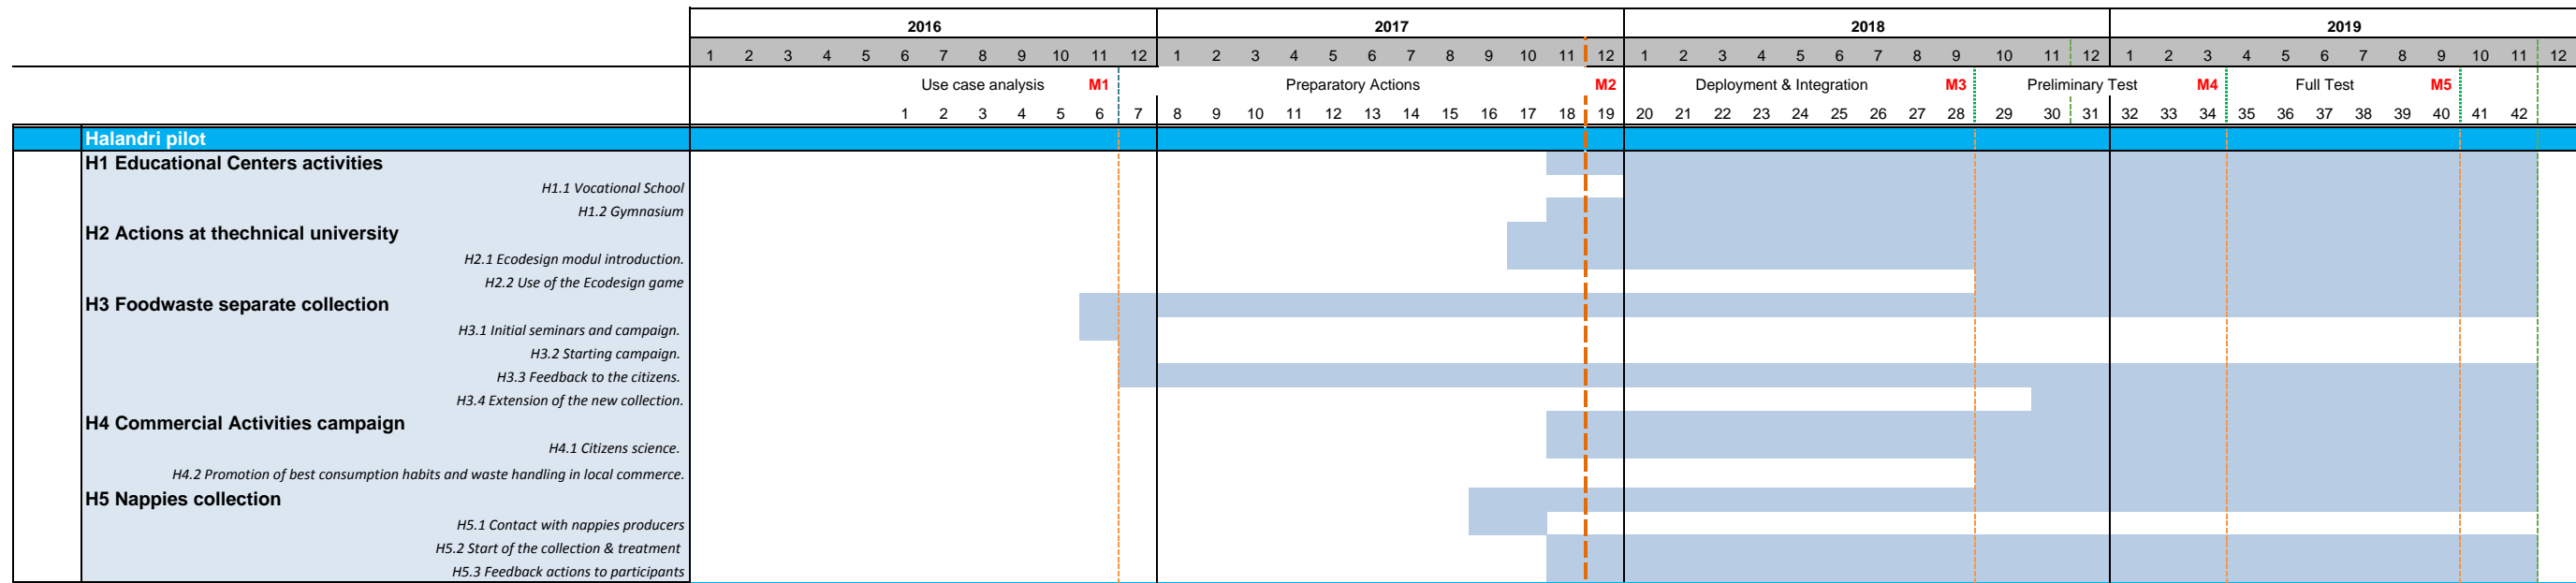 2016 2017 2018 2019
1 2 3 4 5 6 7 8 9 10 11 12 1 2 3 4 5 6 7 8 9 10 11 12 1 2 3 4 5 6 7 8 9 10 11 12 1 2 3 4 5 6 7 8 9 10 11 12
Use case analysis M1 Preparatory Actions M2 Deployment & Integration M3 Preliminary Test M4 Full Test M5
1 2 3 4 5 6 7 8 9 10 11 12 13 14 15 16 17 18 19 20 21 22 23 24 25 26 27 28 29 30 31 32 33 34 35 36 37 38 39 40 41 42
Halandri pilot
H1 Educational Centers activities
H1.1 Vocational School
H1.2 Gymnasium
H2 Actions at thechnical university
H2.1 Ecodesign modul introduction.
H2.2 Use of the Ecodesign game
H3 Foodwaste separate collection
H3.1 Initial seminars and campaign.
H3.2 Starting campaign.
H3.3 Feedback to the citizens.
H3.4 Extension of the new collection.
H4 Commercial Activities campaign
H4.1 Citizens science.
H4.2 Promotion of best consumption habits and waste handling in local commerce.
H5 Nappies collection
H5.1 Contact with nappies producers
H5.2 Start of the collection & treatment
H5.3 Feedback actions to participants